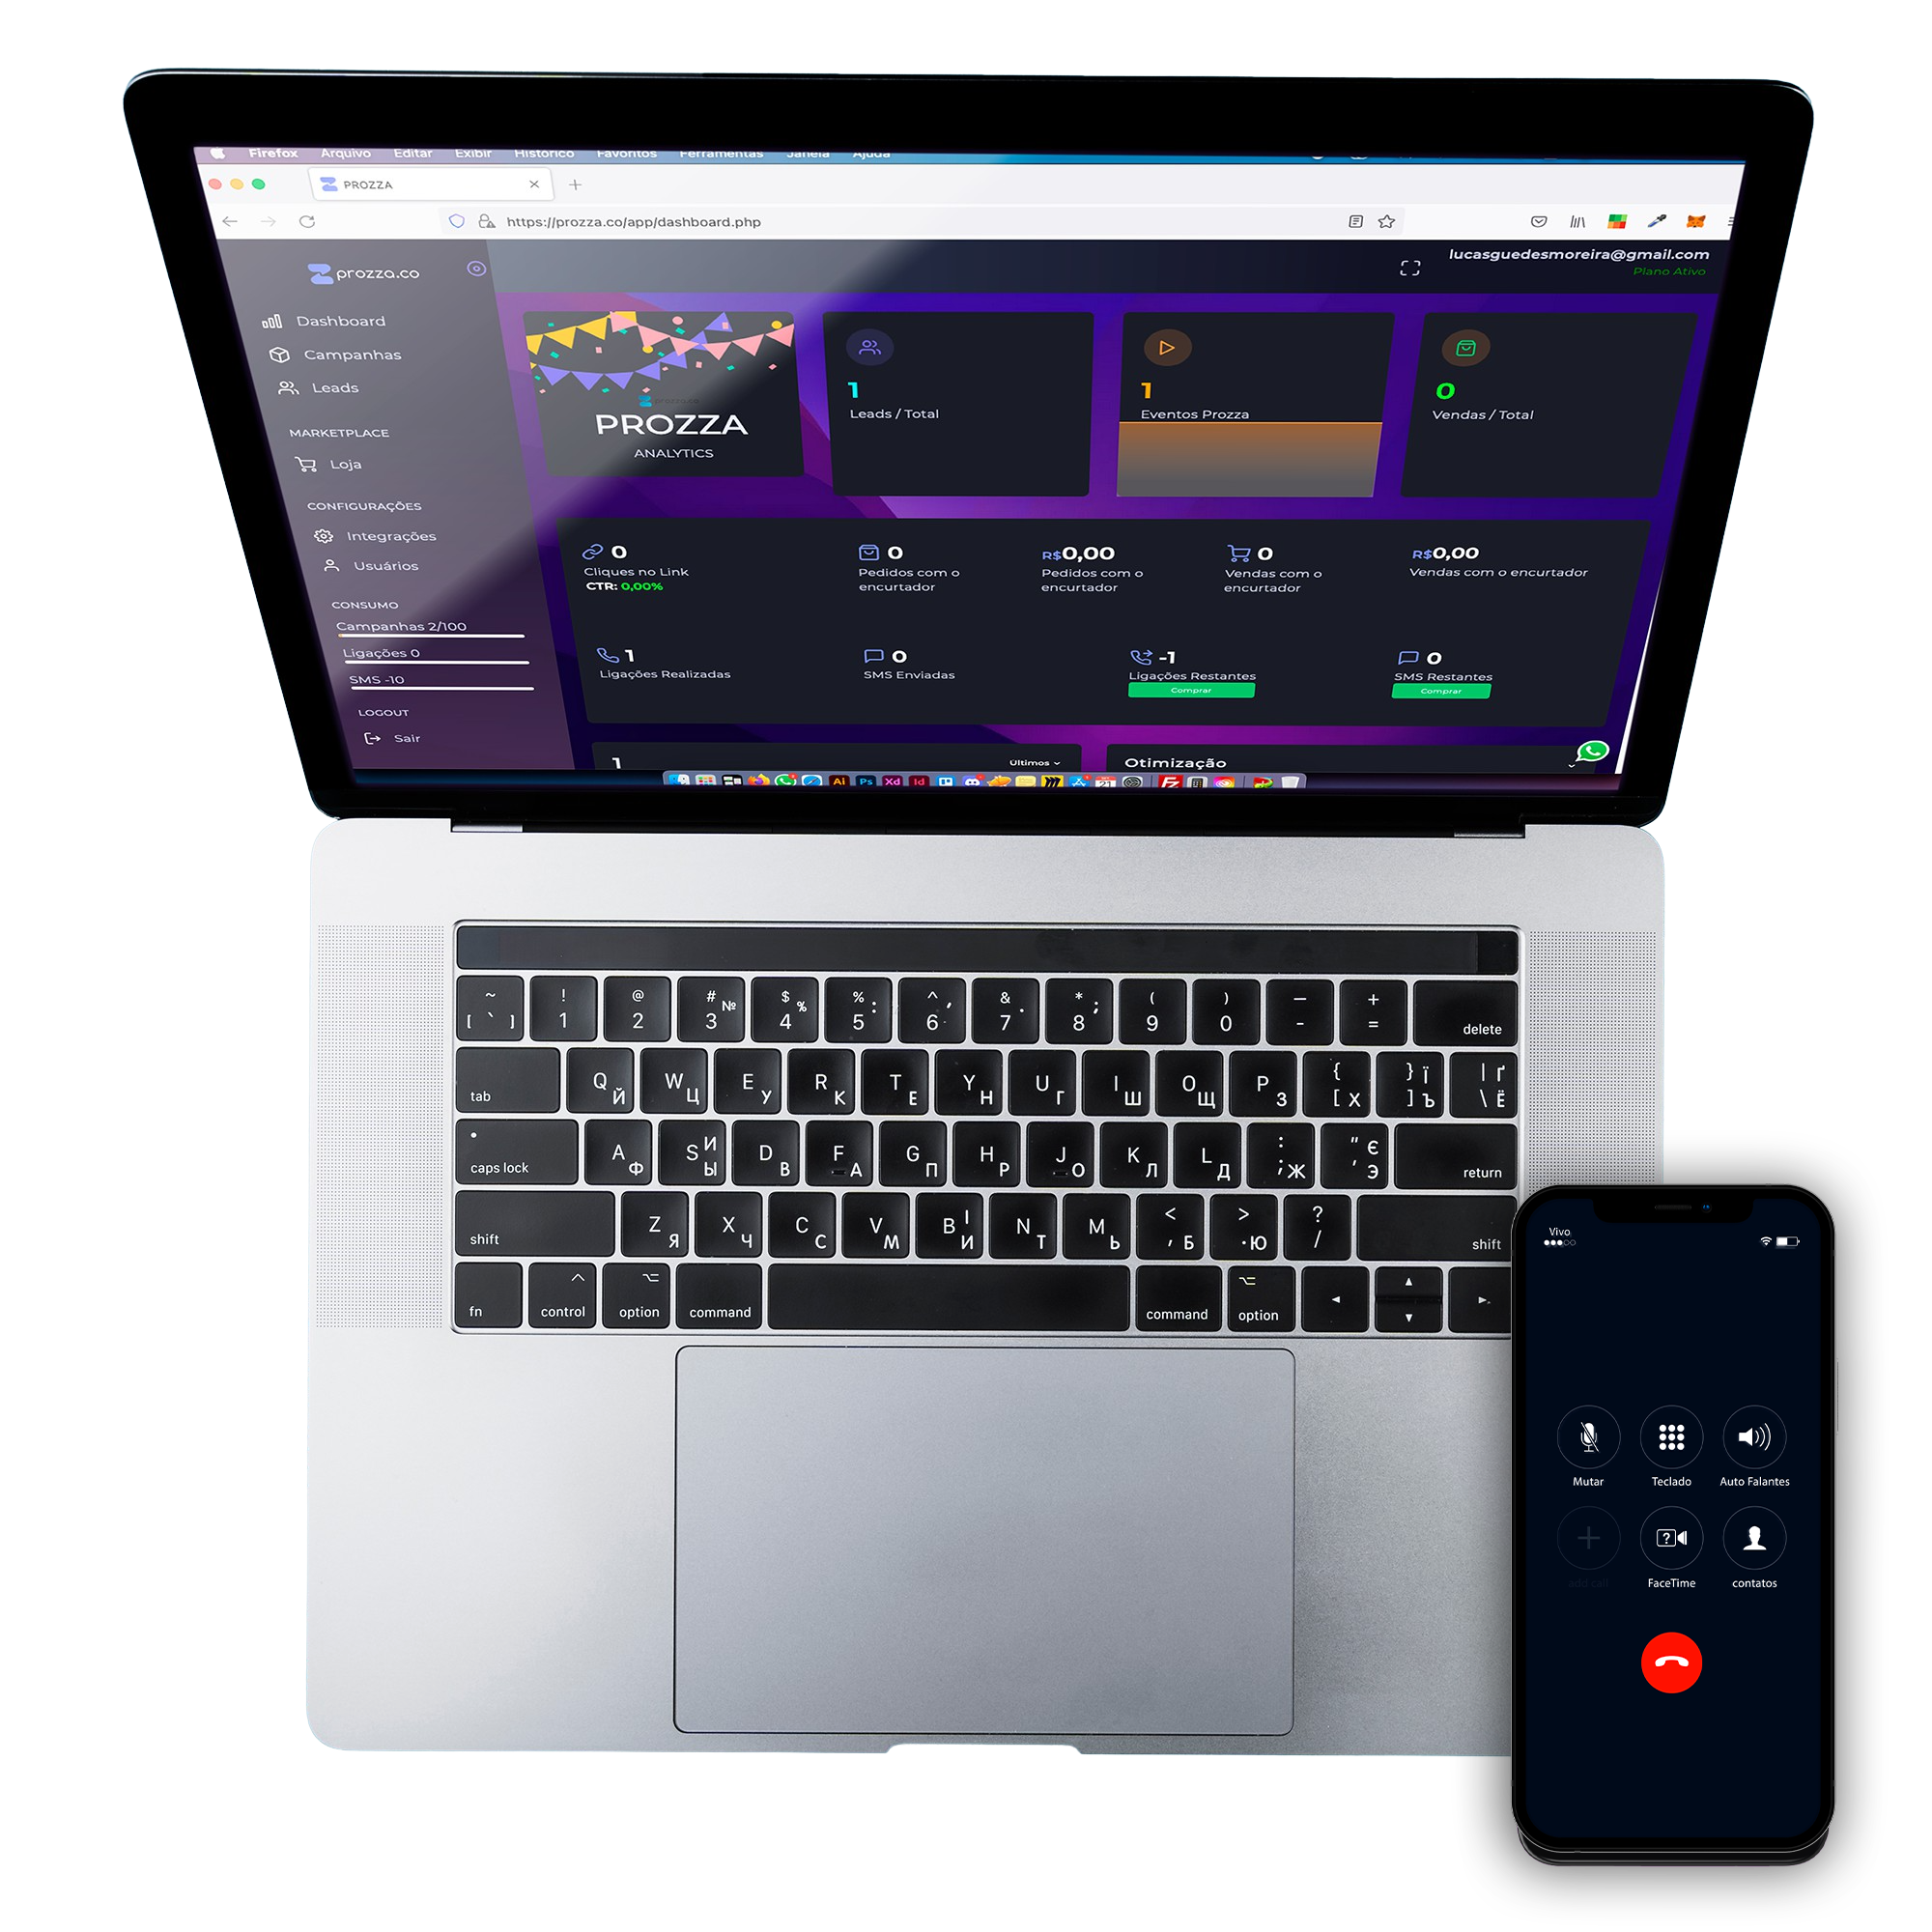 Firefox Arquivo Editar Exibir Histórico Favoritos Ferramentas Janela Ajuda
PROZZA
https://prozza.co/app/dashboard.php
prozza.co
lucasguedesmoreira@gmail.com
Plano Ativo
Dashboard
Campanhas
Leads
MARKETPLACE
Loja
CONFIGURAÇÕES
Integrações
Usuários
CONSUMO
Campanhas 2/100
Ligações 0
SMS -10
LOGOUT
Sair
PROZZA
ANALYTICS
1
Leads / Total
1
Eventos Prozza
0
Vendas / Total
0
Cliques no Link
CTR: 0,00%
0
Pedidos com o
encurtador
R$0,00
Pedidos com o
encurtador
0
Vendas com o
encurtador
R$0,00
Vendas com o encurtador
1
Ligações Realizadas
0
SMS Enviadas
-1
Ligações Restantes
Comprar
0
SMS Restantes
Comprar
1
Ultimos
Otimização
Ai Ps Xd Id 21 Fz
~ ! @ # № $ % % : ^ , & . * ; ( ) — +
[ ` ] 1 2 3 4 5 6 7 8 9 0 - = delete
tab Q Й W Ц E У R К T Е Y Н U Г I Ш O Щ P З { [ Х } ] Ї Ъ | \ Ґ Ё
caps lock A Ф S И Ы D В F А G П H Р J О K Л L Д : ; Ж " ' Є Э return
shift Z Я X Ч C С V М B І И N Т M Ь < , Б > . Ю ? / shift
fn control option command command option
Vivo
Mutar Teclado Auto Falantes
add call FaceTime contatos